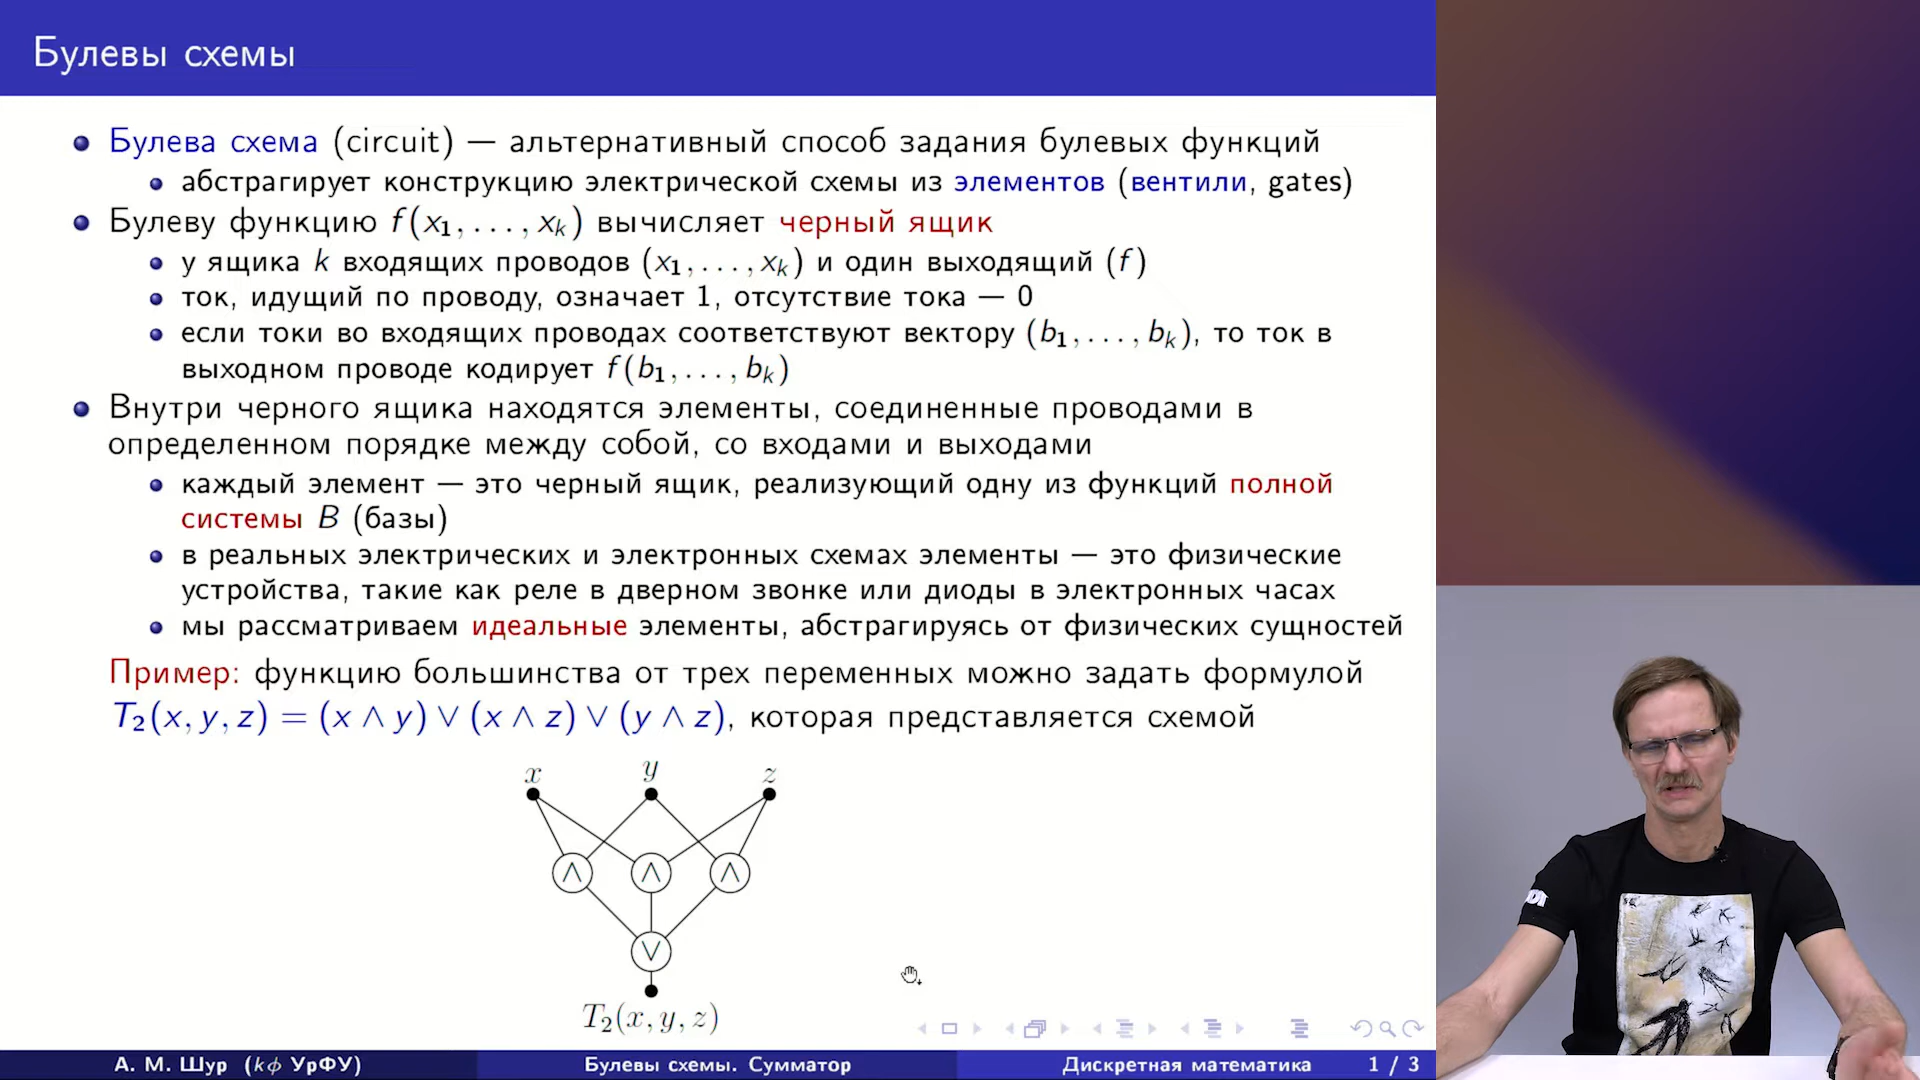 Булевы схемы
Булева схема (circuit) — альтернативный способ задания булевых функций
абстрагирует конструкцию электрической схемы из элементов (вентили, gates)
Булеву функцию f(x₁, . . . , xₖ) вычисляет черный ящик
у ящика k входящих проводов (x₁, . . . , xₖ) и один выходящий (f)
ток, идущий по проводу, означает 1, отсутствие тока — 0
если токи во входящих проводах соответствуют вектору (b₁, . . . , bₖ), то ток в
выходном проводе кодирует f(b₁, . . . , bₖ)
Внутри черного ящика находятся элементы, соединенные проводами в
определенном порядке между собой, со входами и выходами
каждый элемент — это черный ящик, реализующий одну из функций полной
системы B (базы)
в реальных электрических и электронных схемах элементы — это физические
устройства, такие как реле в дверном звонке или диоды в электронных часах
мы рассматриваем идеальные элементы, абстрагируясь от физических сущностей
Пример: функцию большинства от трех переменных можно задать формулой
T₂(x, y, z) = (x ∧ y) ∨ (x ∧ z) ∨ (y ∧ z), которая представляется схемой
x y z
∧ ∧ ∧
∨
T₂(x, y, z)
А. М. Шур (kф УрФУ) Булевы схемы. Сумматор Дискретная математика 1 / 3